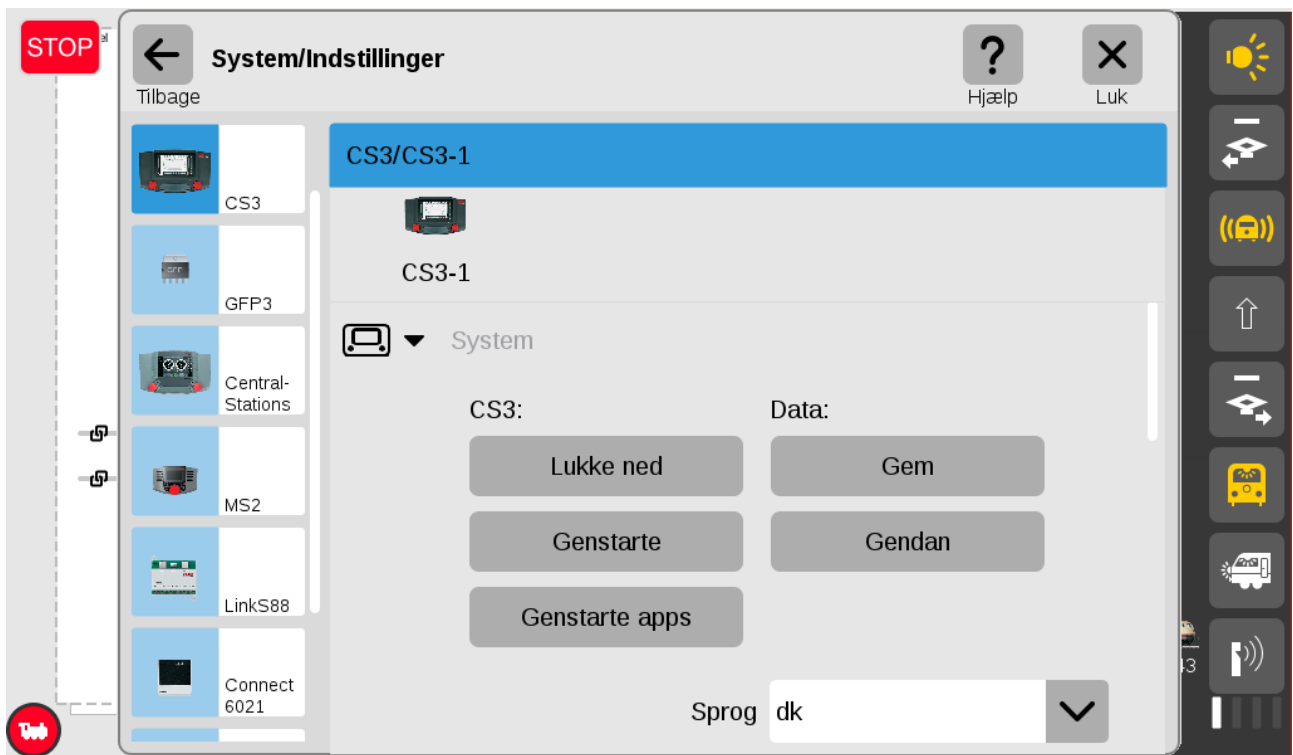 STOP
System/Indstillinger
Tilbage
Hjælp
Luk
CS3
GFP3
Central-
Stations
MS2
LinkS88
Connect
6021
CS3/CS3-1
CS3-1
System
CS3:
Data:
Lukke ned
Gem
Genstarte
Gendan
Genstarte apps
Sprog
dk